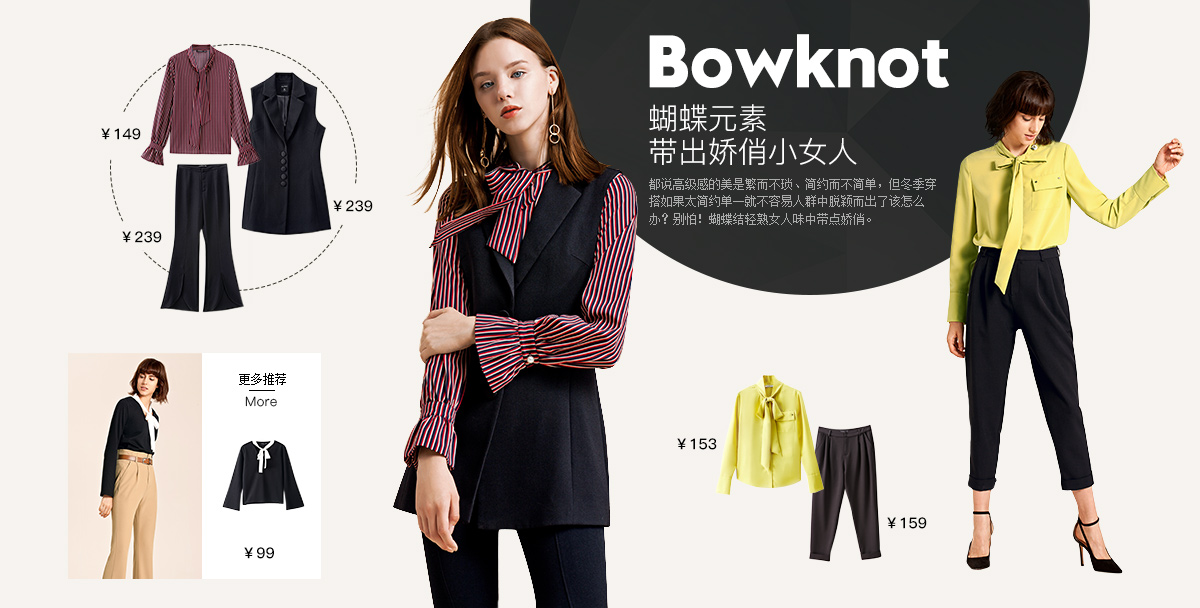 Bowknot
蝴蝶元素
带出娇俏小女人
都说高级感的美是繁而不琐、简约而不简单，但冬季穿
搭如果太简约单一就不容易人群中脱颖而出了该怎么
办？别怕！蝴蝶结轻熟女人味中带点娇俏。
￥149
￥239
￥239
更多推荐
More
￥99
￥153
￥159